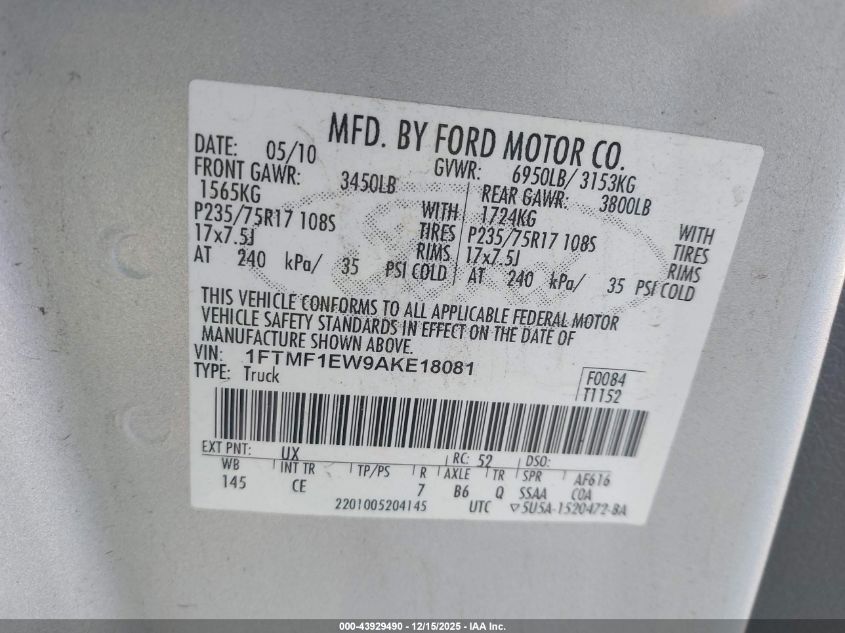 MFD. BY FORD MOTOR CO.
DATE: 05/10 GVWR: 6950LB/ 3153KG
FRONT GAWR: 3450LB REAR GAWR: 3800LB
1565KG WITH 1724KG WITH
P235/75R17 108S TIRES P235/75R17 108S TIRES
17x7.5J RIMS 17x7.5J RIMS
AT 240 kPa/ 35 PSI COLD AT 240 kPa/ 35 PSI COLD
THIS VEHICLE CONFORMS TO ALL APPLICABLE FEDERAL MOTOR
VEHICLE SAFETY STANDARDS IN EFFECT ON THE DATE OF
MANUFACTURE SHOWN ABOVE.
VIN: 1FTMF1EW9AKE18081
TYPE: Truck F0084
T1152
EXT PNT: UX RC: 52 DSO:
WB INT TR TP/PS R AXLE TR SPR AF616
145 CE 7 B6 Q SSAA COA
2201005204145 UTC ▽5U5A-1520472-BA
000-43929490 - 12/15/2025 - IAA Inc.